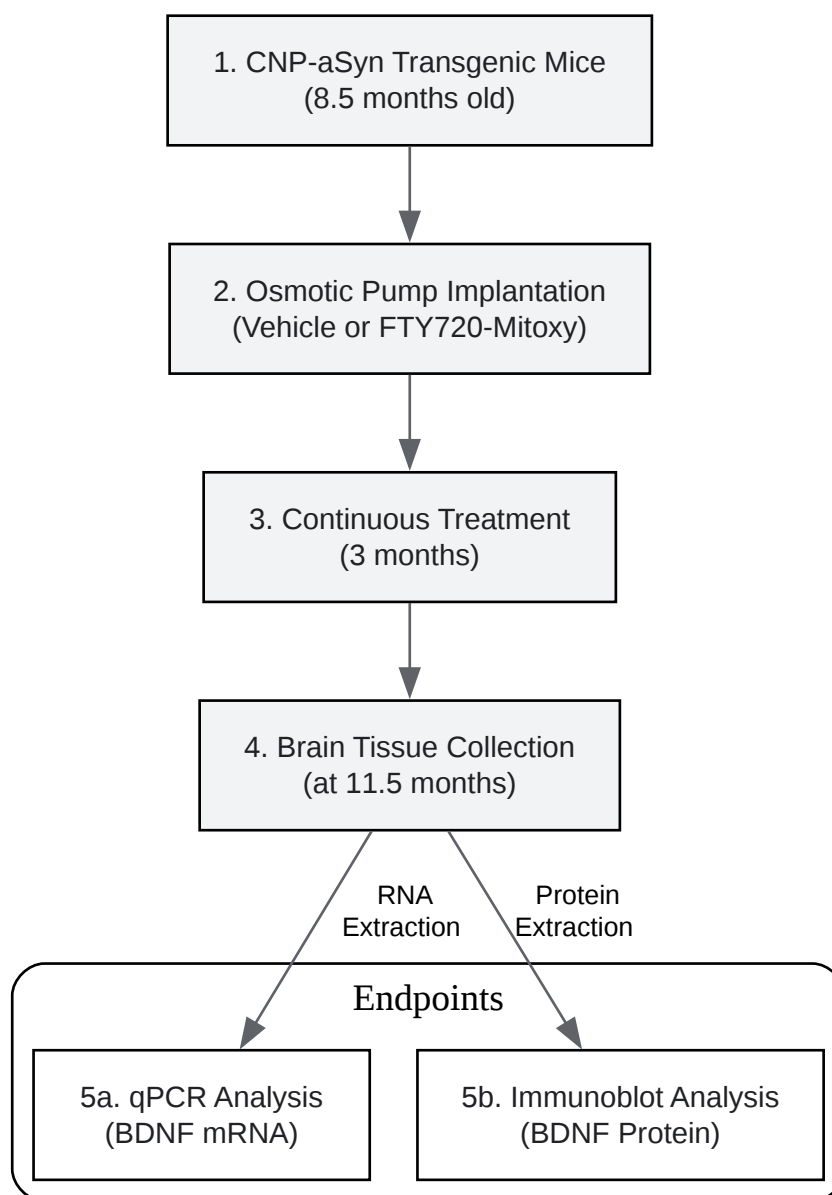 1. CNP-aSyn Transgenic Mice
(8.5 months old)
2. Osmotic Pump Implantation
(Vehicle or FTY720-Mitoxy)
3. Continuous Treatment
(3 months)
4. Brain Tissue Collection
(at 11.5 months)
RNA
Extraction
Protein
Extraction
Endpoints
5a. qPCR Analysis
(BDNF mRNA)
5b. Immunoblot Analysis
(BDNF Protein)